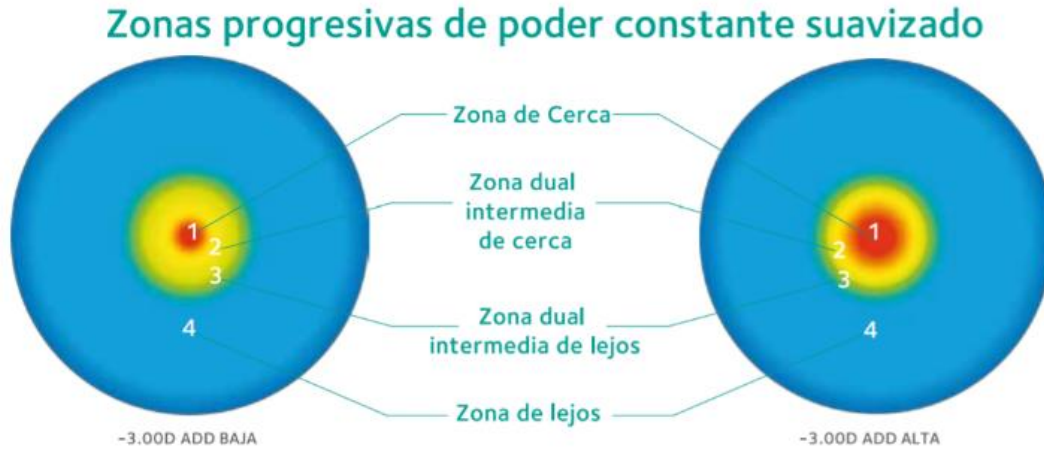 Zonas progresivas de poder constante suavizado
Zona de Cerca
Zona dual
intermedia
de cerca
Zona dual
intermedia de lejos
Zona de lejos
1
2
3
4
1
2
3
4
-3.00D ADD BAJA
-3.00D ADD ALTA